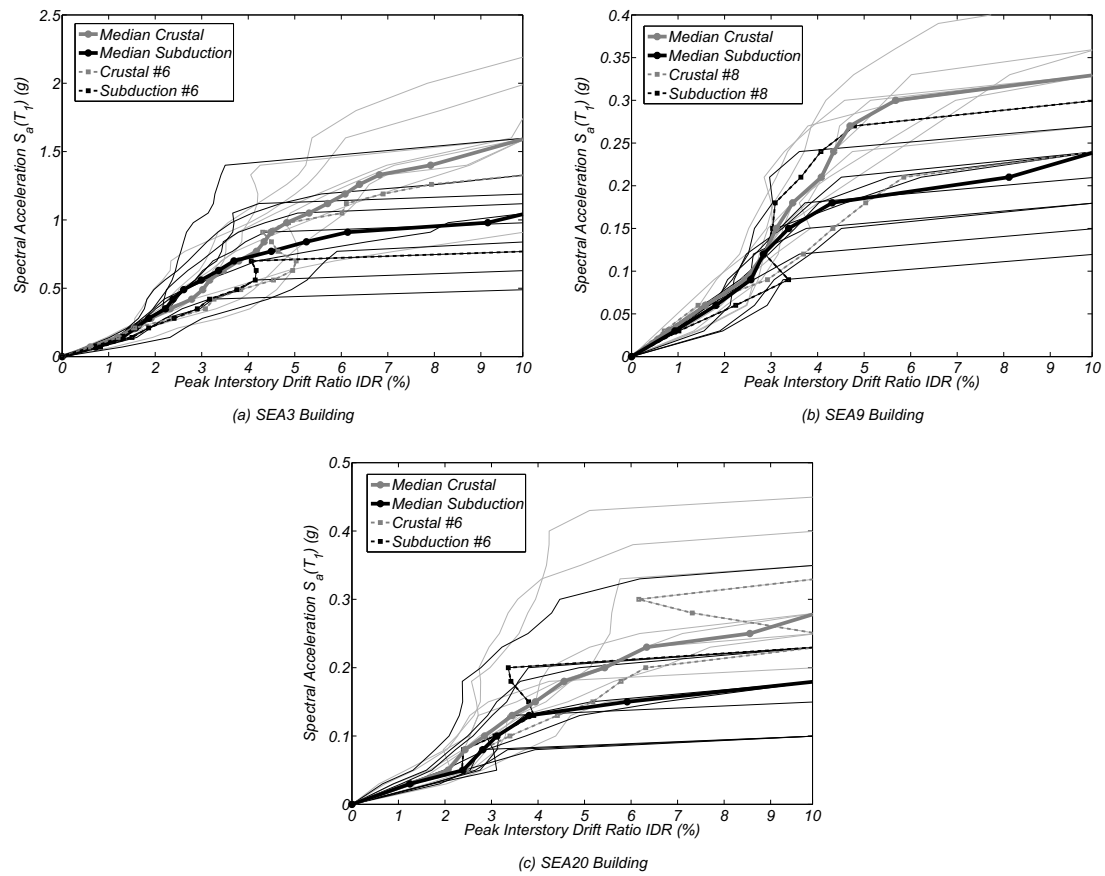 2.5
2
1.5
1
0.5
0
Spectral Acceleration Sa(T1) (g)
Median Crustal
Median Subduction
Crustal #6
Subduction #6
0 1 2 3 4 5 6 7 8 9 10
Peak Interstory Drift Ratio IDR (%)
(a) SEA3 Building
0.4
0.35
0.3
0.25
0.2
0.15
0.1
0.05
0
Spectral Acceleration Sa(T1) (g)
Median Crustal
Median Subduction
Crustal #8
Subduction #8
0 1 2 3 4 5 6 7 8 9 10
Peak Interstory Drift Ratio IDR (%)
(b) SEA9 Building
0.5
0.4
0.3
0.2
0.1
0
Spectral Acceleration Sa(T1) (g)
Median Crustal
Median Subduction
Crustal #6
Subduction #6
0 1 2 3 4 5 6 7 8 9 10
Peak Interstory Drift Ratio IDR (%)
(c) SEA20 Building